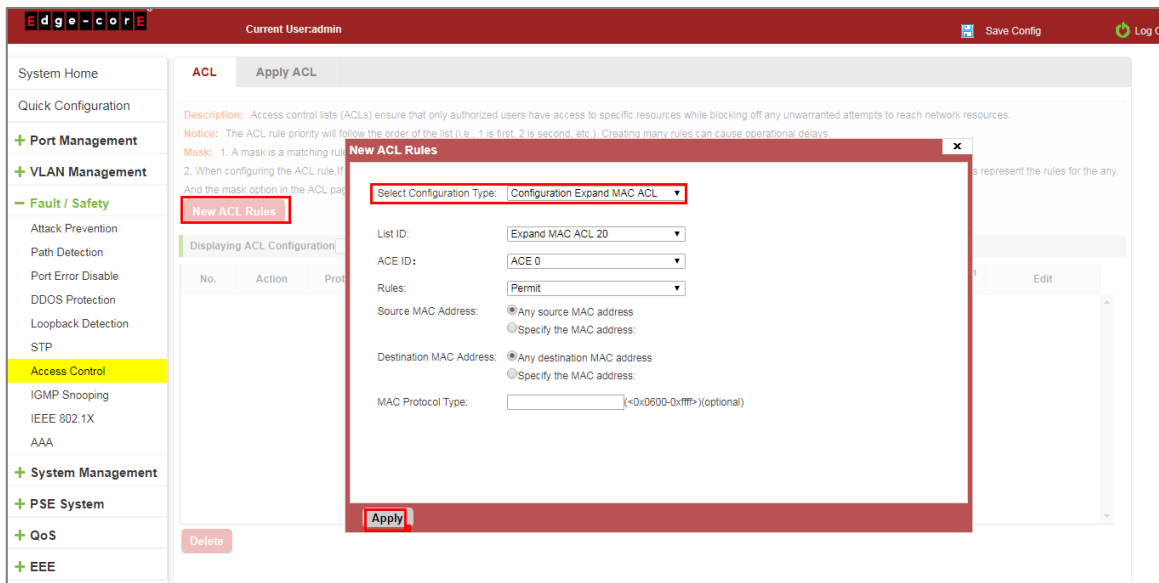 Edge-corE
Current User:admin
Save Config
Log
System Home
Quick Configuration
Port Management
VLAN Management
Fault / Safety
Attack Prevention
Path Detection
Port Error Disable
DDOS Protection
Loopback Detection
STP
Access Control
IGMP Snooping
IEEE 802.1X
AAA
System Management
PSE System
QoS
EEE
ACL
Apply ACL
Description: Access control lists (ACLs) ensure that only authorized users have access to specific resources while blocking off any unwarranted attempts to reach network resources.
Notice: The ACL rule priority will follow the order of the list (i.e., 1 is first, 2 is second, etc.). Creating many rules can cause operational delays.
Mask: 1. A mask is a matching rule
2. When configuring the ACL rule,If
s represent the rules for the any.
And the mask option in the ACL pag
New ACL Rules
Displaying ACL Configuration
No.
Action
Prot
Edit
Delete
New ACL Rules
x
Select Configuration Type: Configuration Expand MAC ACL
List ID: Expand MAC ACL 20
ACE ID: ACE 0
Rules: Permit
Source MAC Address: Any source MAC address
Specify the MAC address:
Destination MAC Address: Any destination MAC address
Specify the MAC address:
MAC Protocol Type: (<0x0600-0xffff>)(optional)
Apply